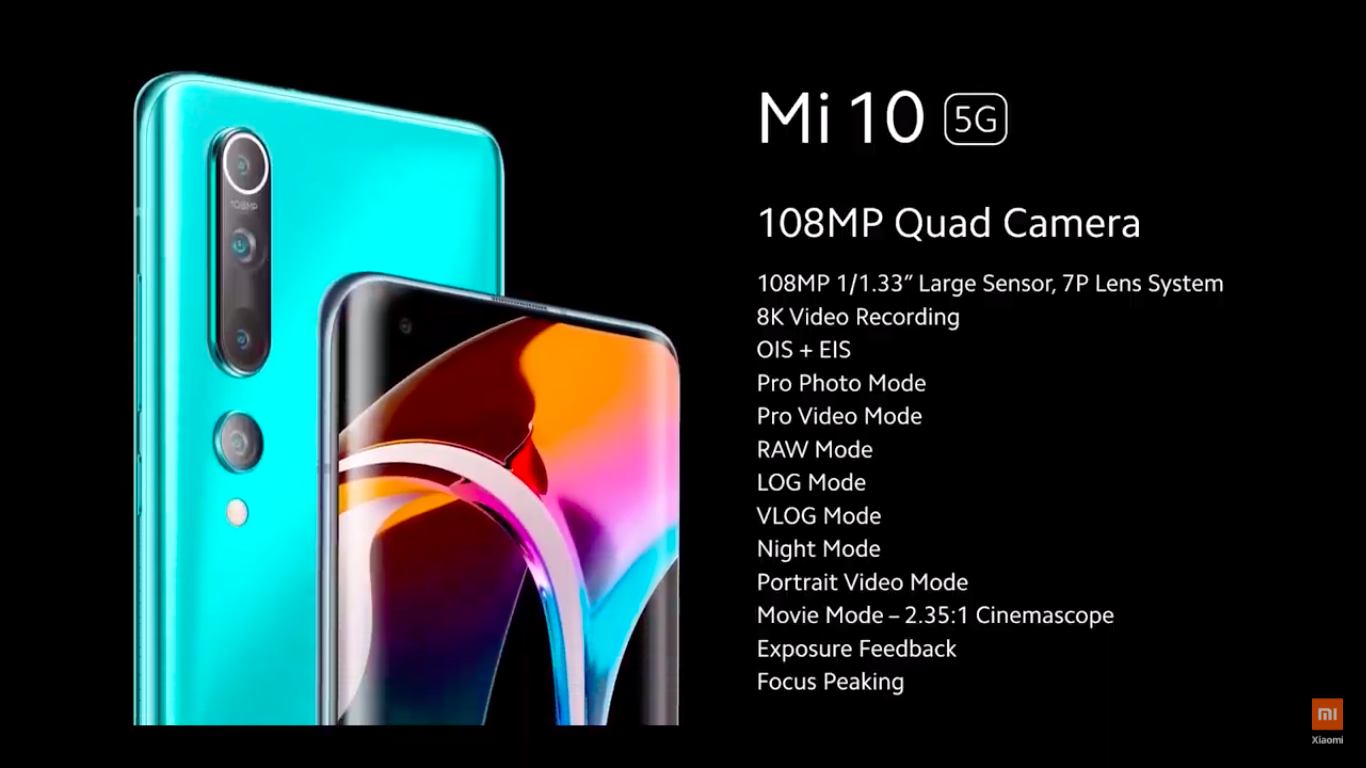 Mi 10 5G
108MP Quad Camera
108MP 1/1.33” Large Sensor, 7P Lens System
8K Video Recording
OIS + EIS
Pro Photo Mode
Pro Video Mode
RAW Mode
LOG Mode
VLOG Mode
Night Mode
Portrait Video Mode
Movie Mode – 2.35:1 Cinemascope
Exposure Feedback
Focus Peaking
108MP
mi
Xiaomi